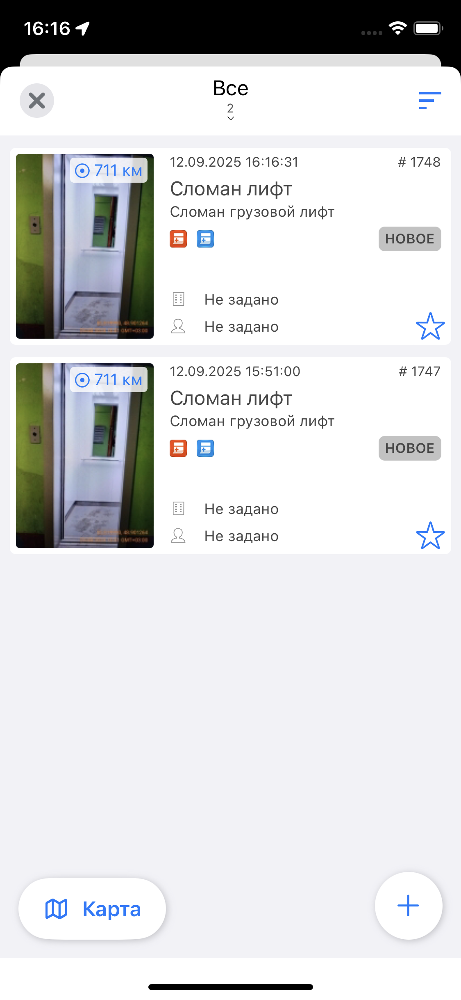 16:16
Все
2
711 км
12.09.2025 16:16:31
# 1748
Сломан лифт
Сломан грузовой лифт
НОВОЕ
Не задано
Не задано
711 км
12.09.2025 15:51:00
# 1747
Сломан лифт
Сломан грузовой лифт
НОВОЕ
Не задано
Не задано
Карта